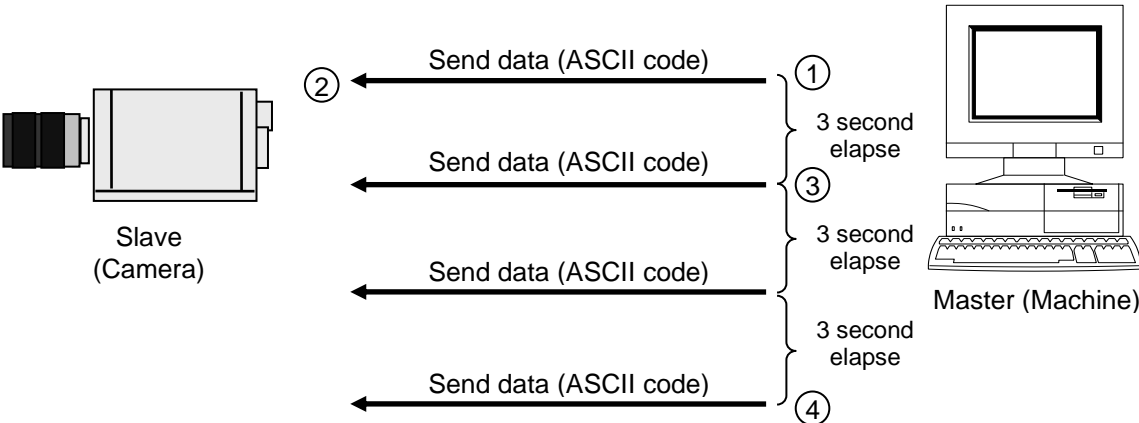 Send data (ASCII code)
①
②
3 second
elapse
Send data (ASCII code)
③
Slave
(Camera)
3 second
elapse
Send data (ASCII code)
Master (Machine)
3 second
elapse
Send data (ASCII code)
④